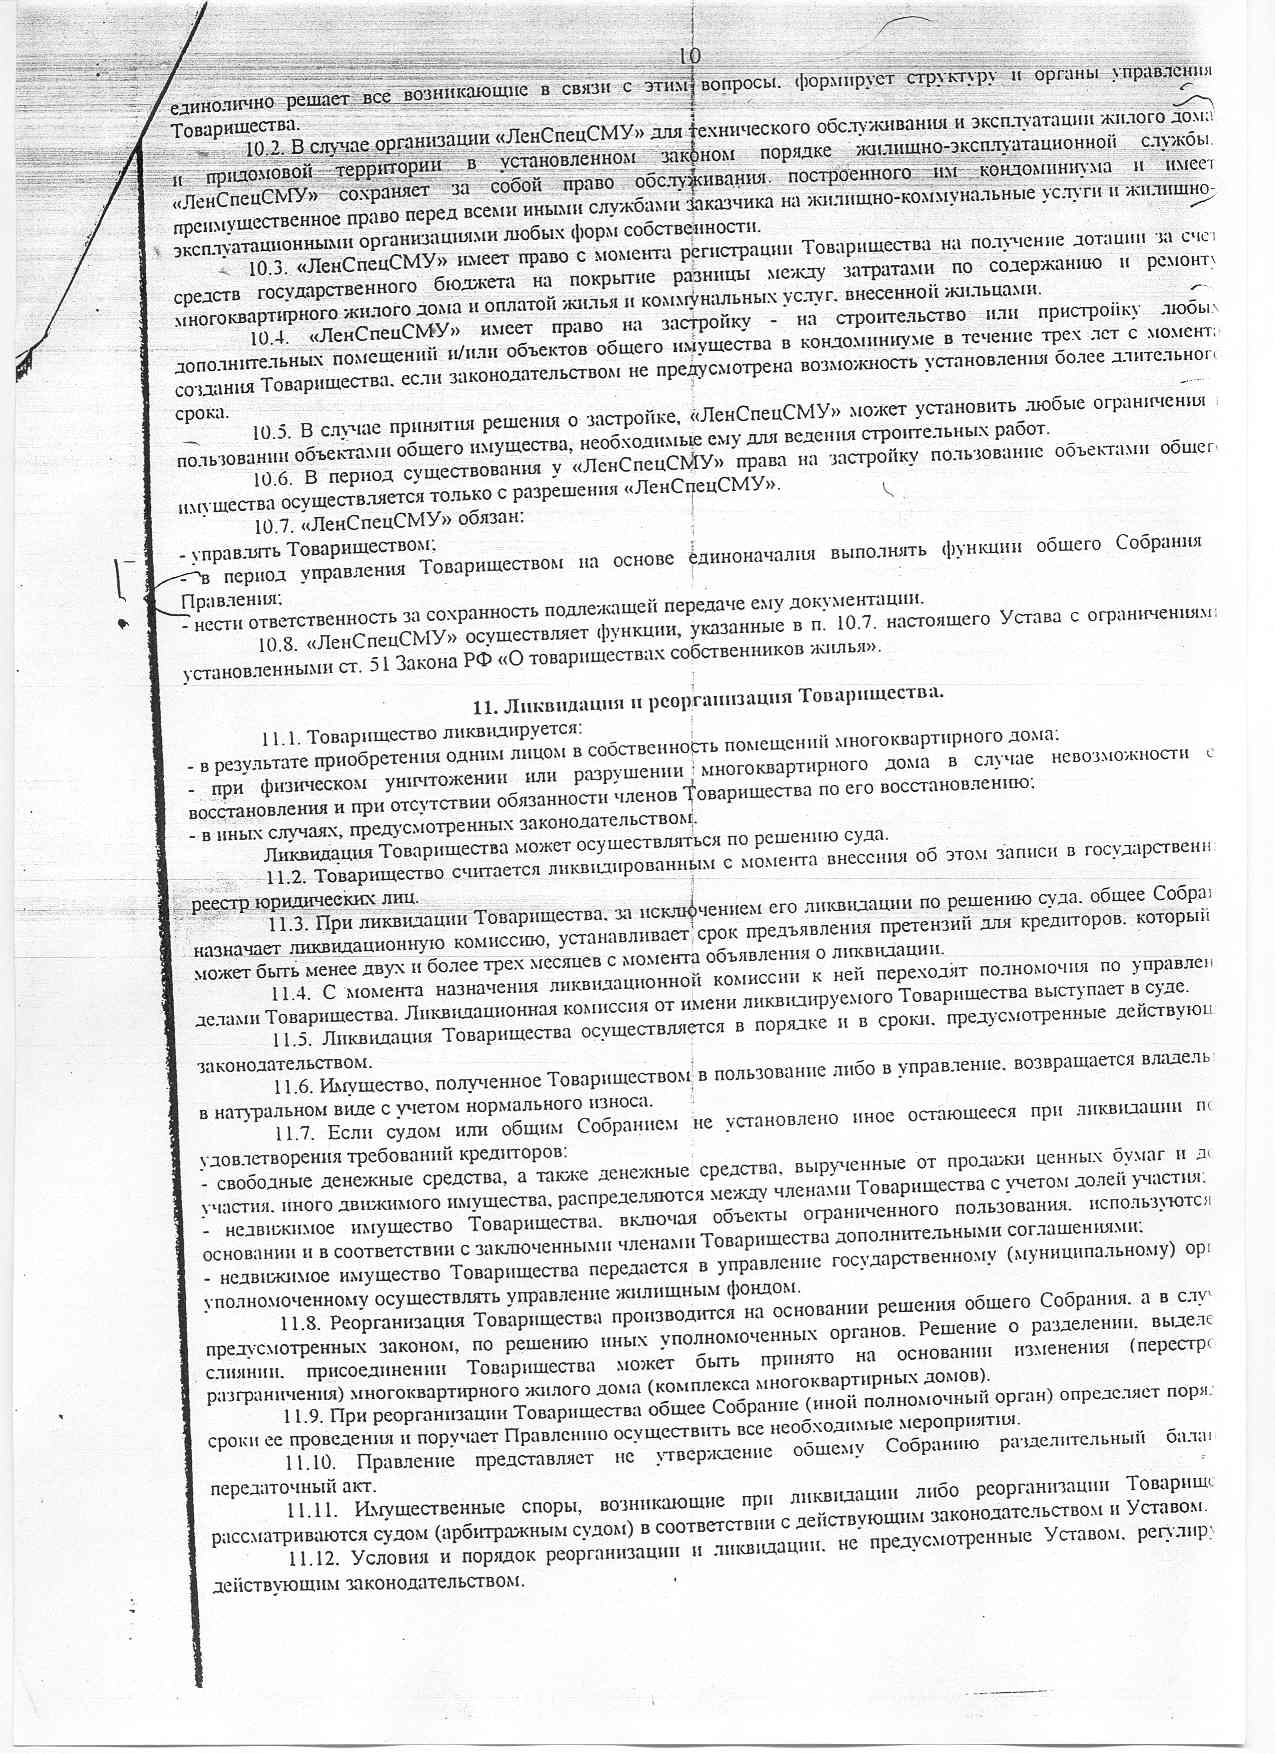 10
единолично решает все возникающие в связи с этим вопросы, формирует структуру и органы управления
Товарищества.
10.2. В случае организации «ЛенСпецСМУ» для технического обслуживания и эксплуатации жилого дома
и придомовой территории в установленном законом порядке жилищно-эксплуатационной службы,
«ЛенСпецСМУ» сохраняет за собой право обслуживания, построенного им кондоминиума и имеет
преимущественное право перед всеми иными службами заказчика на жилищно-коммунальные услуги и жилищно-
эксплуатационными организациями любых форм собственности.
10.3. «ЛенСпецСМУ» имеет право с момента регистрации Товарищества на получение дотации за счет
средств государственного бюджета на покрытие разницы между затратами по содержанию и ремонту
многоквартирного жилого дома и оплатой жилья и коммунальных услуг, внесенной жильцами.
10.4. «ЛенСпецСМУ» имеет право на застройку - на строительство или пристройку любых
дополнительных помещений и/или объектов общего имущества в кондоминиуме в течение трех лет с момента
создания Товарищества, если законодательством не предусмотрена возможность установления более длительного
срока.
10.5. В случае принятия решения о застройке, «ЛенСпецСМУ» может установить любые ограничения
пользовании объектами общего имущества, необходимые ему для ведения строительных работ.
10.6. В период существования у «ЛенСпецСМУ» права на застройку пользование объектами общег
имущества осуществляется только с разрешения «ЛенСпецСМУ».
10.7. «ЛенСпецСМУ» обязан:
- управлять Товариществом;
- в период управления Товариществом на основе единоначалия выполнять функции общего Собрания
Правления;
- нести ответственность за сохранность подлежащей передаче ему документации.
10.8. «ЛенСпецСМУ» осуществляет функции, указанные в п. 10.7. настоящего Устава с ограничениям
установленными ст. 51 Закона РФ «О товариществах собственников жилья».
11. Ликвидация и реорганизация Товарищества.
11.1. Товарищество ликвидируется:
- в результате приобретения одним лицом в собственность помещений многоквартирного дома;
- при физическом уничтожении или разрушении многоквартирного дома в случае невозможности е
восстановления и при отсутствии обязанности членов Товарищества по его восстановлению;
- в иных случаях, предусмотренных законодательством.
Ликвидация Товарищества может осуществляться по решению суда.
11.2. Товарищество считается ликвидированным с момента внесения об этом записи в государственн
реестр юридических лиц.
11.3. При ликвидации Товарищества, за исключением его ликвидации по решению суда, общее Собра
назначает ликвидационную комиссию, устанавливает срок предъявления претензий для кредиторов, который
может быть менее двух и более трех месяцев с момента объявления о ликвидации.
11.4. С момента назначения ликвидационной комиссии к ней переходят полномочия по управлен
делами Товарищества. Ликвидационная комиссия от имени ликвидируемого Товарищества выступает в суде.
11.5. Ликвидация Товарищества осуществляется в порядке и в сроки, предусмотренные действующ
законодательством.
11.6. Имущество, полученное Товариществом в пользование либо в управление, возвращается владель
в натуральном виде с учетом нормального износа.
11.7. Если судом или общим Собранием не установлено иное остающееся при ликвидации по
удовлетворения требований кредиторов:
- свободные денежные средства, а также денежные средства, вырученные от продажи ценных бумаг и до
участия, иного движимого имущества, распределяются между членами Товарищества с учетом долей участия;
- недвижимое имущество Товарищества, включая объекты ограниченного пользования, используются
основании и в соответствии с заключенными членами Товарищества дополнительными соглашениями;
- недвижимое имущество Товарищества передается в управление государственному (муниципальному) орг
уполномоченному осуществлять управление жилищным фондом.
11.8. Реорганизация Товарищества производится на основании решения общего Собрания, а в случ
предусмотренных законом, по решению иных уполномоченных органов. Решение о разделении, выделе
слиянии, присоединении Товарищества может быть принято на основании изменения (перестро
разграничения) многоквартирного жилого дома (комплекса многоквартирных домов).
11.9. При реорганизации Товарищества общее Собрание (иной полномочный орган) определяет поря
сроки ее проведения и поручает Правлению осуществить все необходимые мероприятия.
11.10. Правление представляет не утверждение общему Собранию разделительный балан
передаточный акт.
11.11. Имущественные споры, возникающие при ликвидации либо реорганизации Товарище
рассматриваются судом (арбитражным судом) в соответствии с действующим законодательством и Уставом.
11.12. Условия и порядок реорганизации и ликвидации, не предусмотренные Уставом, регулиру
действующим законодательством.